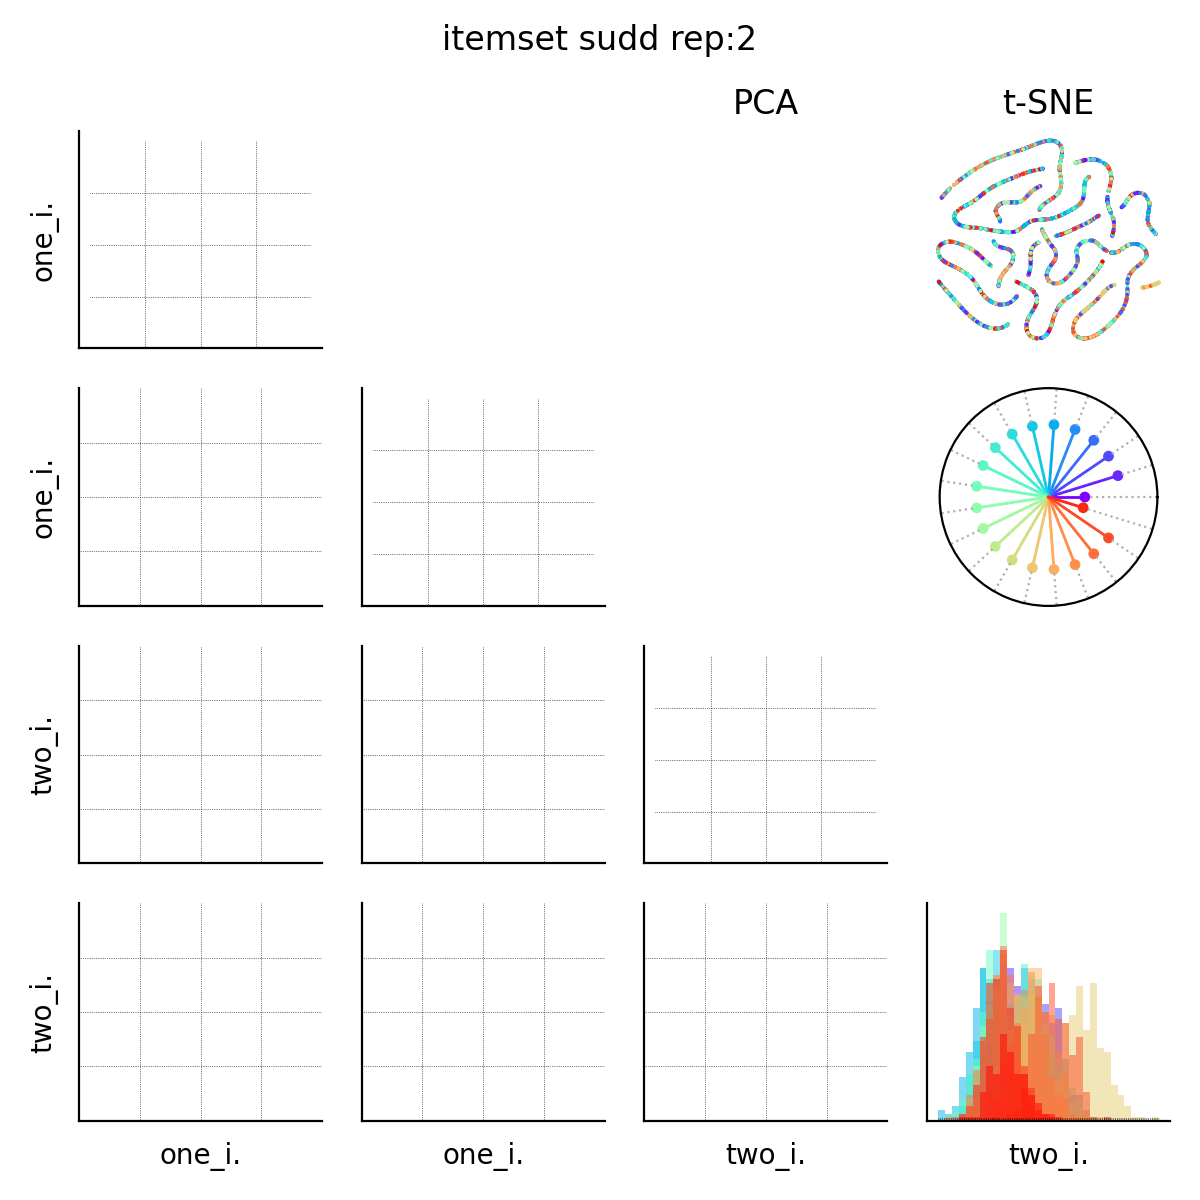 itemset sudd rep:2
PCA
t-SNE
one_i.
one_i.
two_i.
two_i.
one_i.
one_i.
two_i.
two_i.